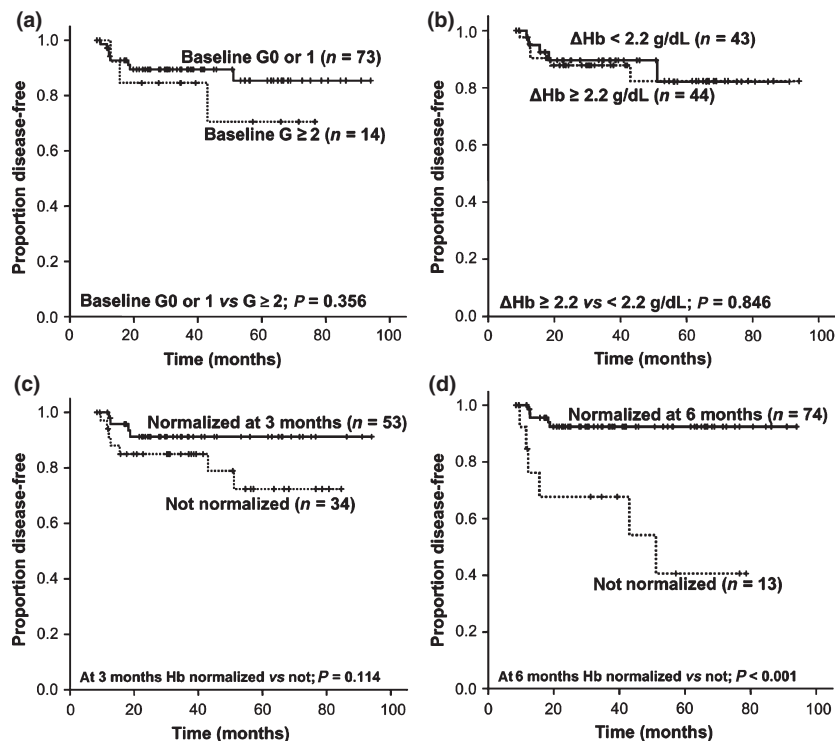 (a)
Proportion disease-free
1.0
0.8
0.6
0.4
0.2
0.0
Baseline G0 or 1 (n = 73)
Baseline G ≥ 2 (n = 14)
Baseline G0 or 1 vs G ≥ 2; P = 0.356
0 20 40 60 80 100
Time (months)
(b)
Proportion disease-free
1.0
0.8
0.6
0.4
0.2
0.0
ΔHb < 2.2 g/dL (n = 43)
ΔHb ≥ 2.2 g/dL (n = 44)
ΔHb ≥ 2.2 vs < 2.2 g/dL; P = 0.846
0 20 40 60 80 100
Time (months)
(c)
Proportion disease-free
1.0
0.8
0.6
0.4
0.2
0.0
Normalized at 3 months (n = 53)
Not normalized (n = 34)
At 3 months Hb normalized vs not; P = 0.114
0 20 40 60 80 100
Time (months)
(d)
Proportion disease-free
1.0
0.8
0.6
0.4
0.2
0.0
Normalized at 6 months (n = 74)
Not normalized (n = 13)
At 6 months Hb normalized vs not; P < 0.001
0 20 40 60 80 100
Time (months)